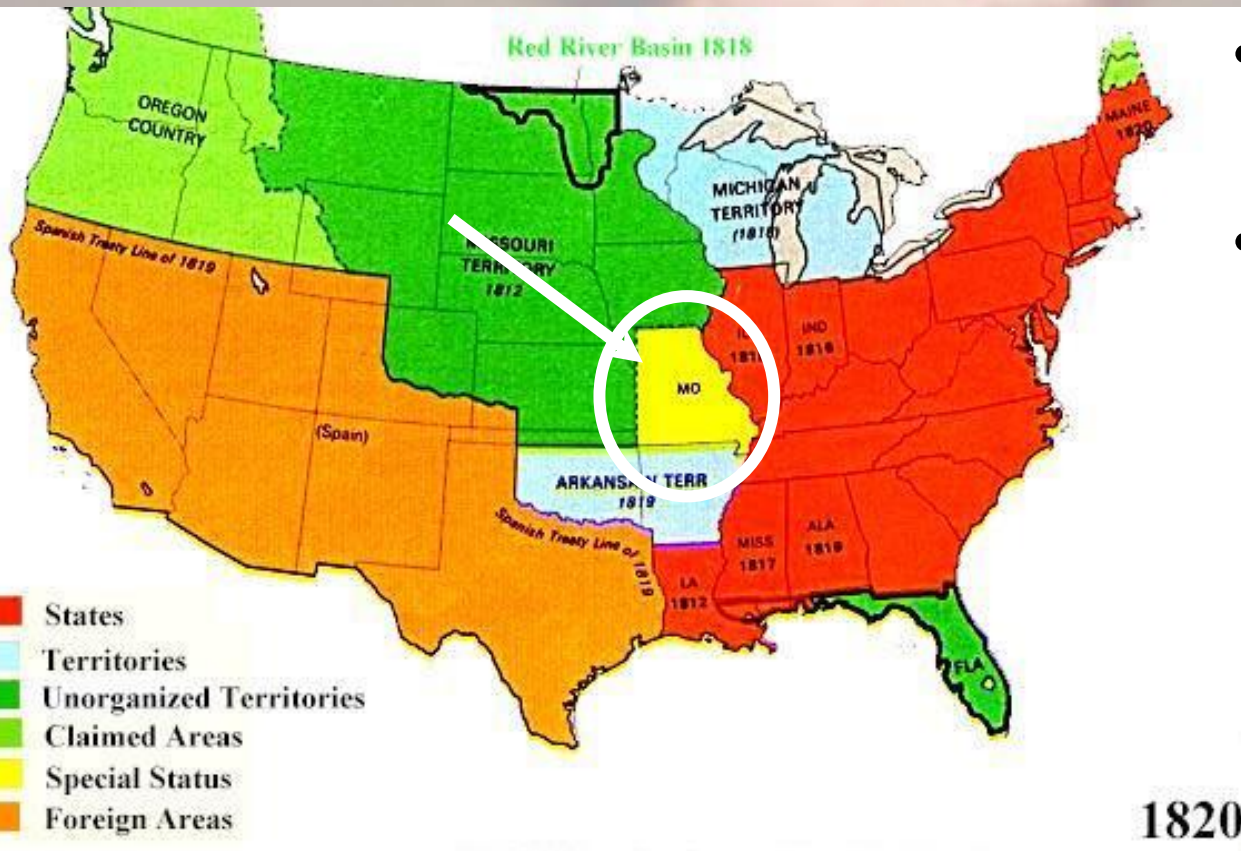 Red River Basin 1818
OREGON
COUNTRY
MAINE
1820
MICHIGAN
TERRITORY
(1818)
Spanish Treaty Line of 1819
MISSOURI
TERRITORY
1812
IND
1816
MO
(Spain)
ARKANSAN TERR
1819
Spanish Treaty Line of 1819
MISS
1817
ALA
1819
LA
1812
FLA
States
Territories
Unorganized Territories
Claimed Areas
Special Status
Foreign Areas
1820